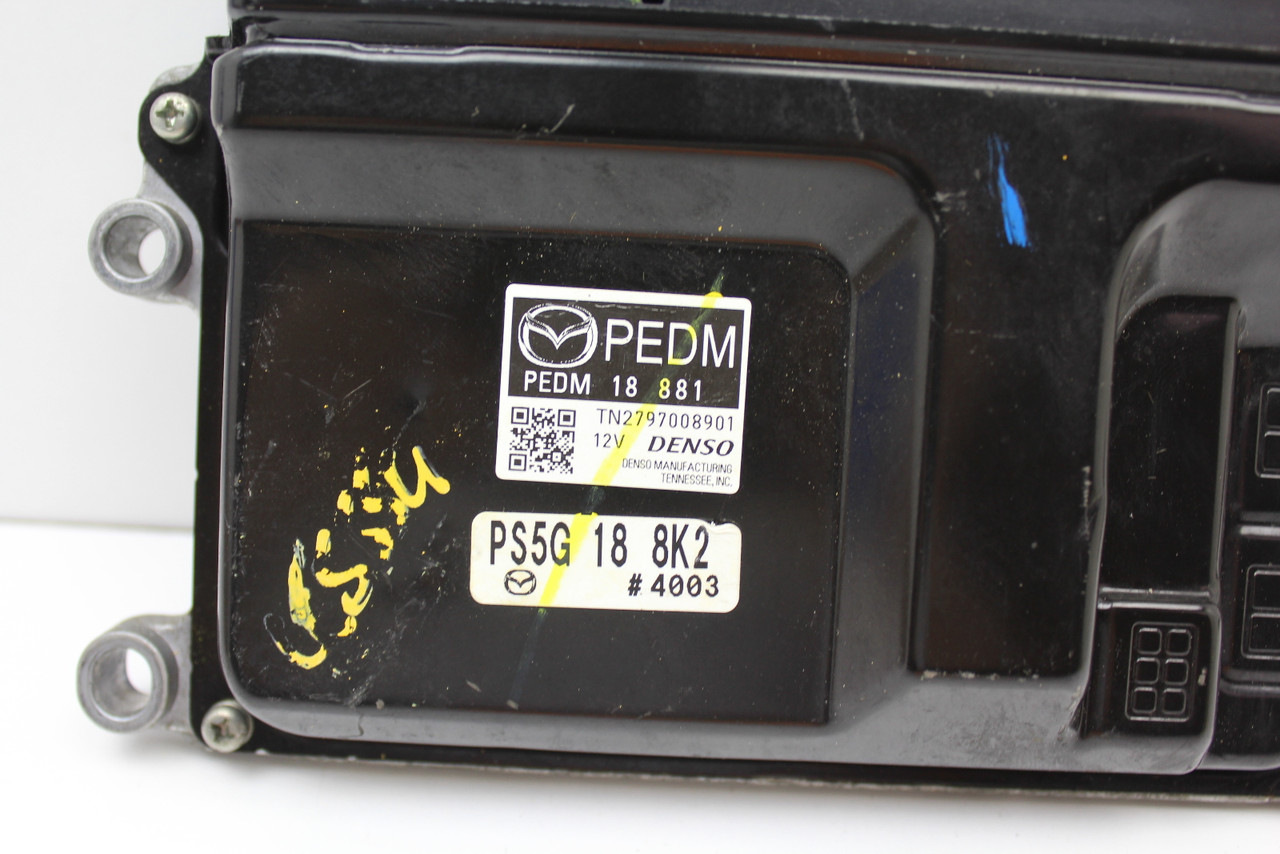 PEDM
PEDM 18 881
TN2797008901
12V DENSO
DENSO MANUFACTURING
TENNESSEE, INC.
PS5G 18 8K2
#4003